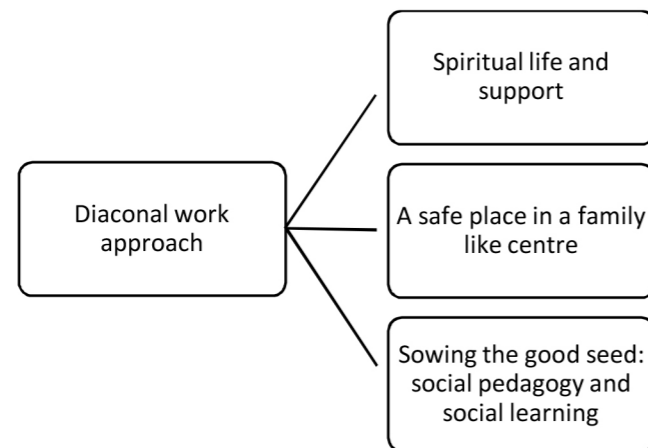 Spiritual life and
support
Diaconal work
approach
A safe place in a family
like centre
Sowing the good seed:
social pedagogy and
social learning